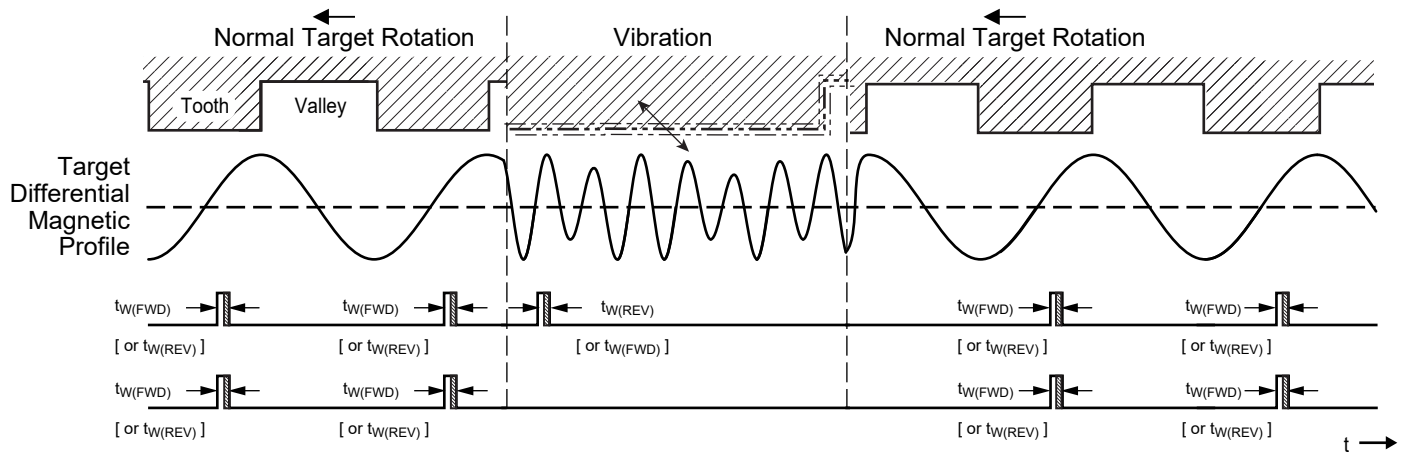 Normal Target Rotation Vibration Normal Target Rotation
Tooth Valley
Target
Differential
Magnetic
Profile
tW(FWD) tW(FWD) tW(REV) tW(FWD) tW(FWD)
[ or tW(REV) ] [ or tW(REV) ] [ or tW(FWD) ] [ or tW(REV) ] [ or tW(REV) ]
tW(FWD) tW(FWD) tW(FWD) tW(FWD)
[ or tW(REV) ] [ or tW(REV) ] [ or tW(REV) ] [ or tW(REV) ]
t